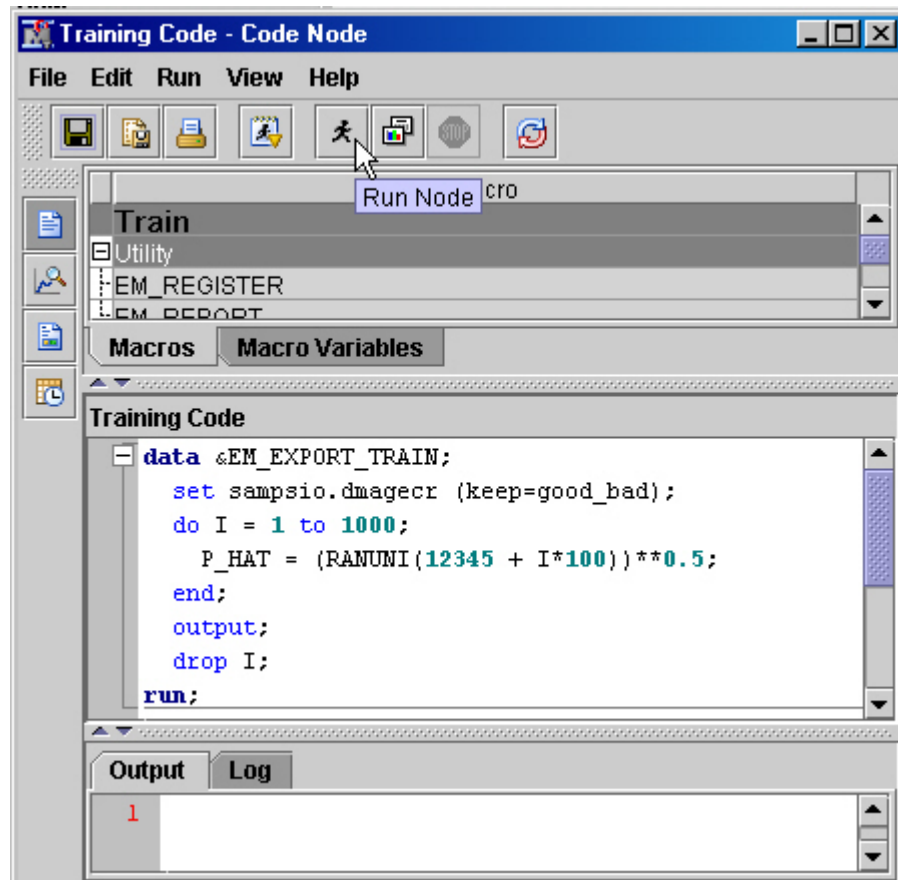 Training Code - Code Node
File Edit Run View Help
STOP
Run Node cro
Train
Utility
EM_REGISTER
EM_REPORT
Macros Macro Variables
Training Code
data &EM_EXPORT_TRAIN;
set sampsio.dmagecr (keep=good_bad);
do I = 1 to 1000;
P_HAT = (RANUNI(12345 + I*100))**0.5;
end;
output;
drop I;
run;
Output Log
1